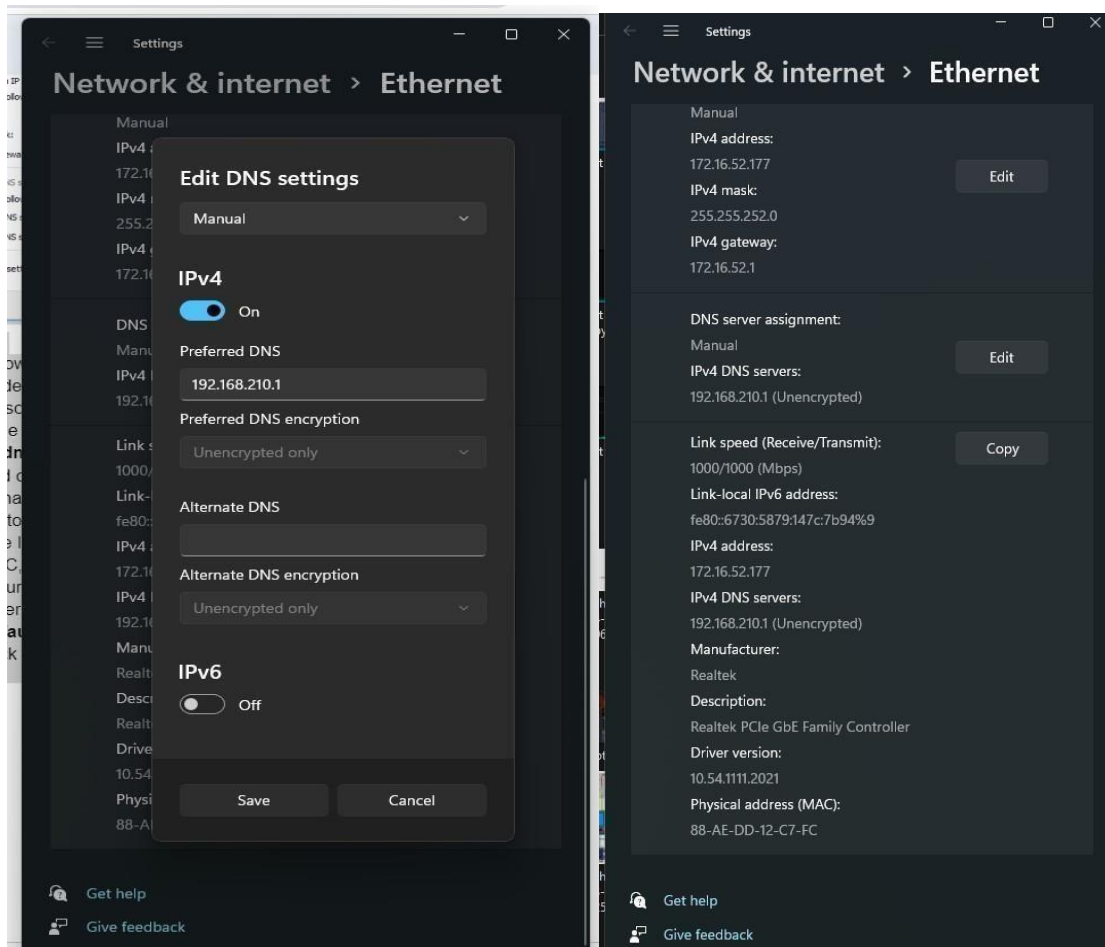 Settings
Network & internet > Ethernet
Manual
IPv4
172.16
IPv4
255.2
IPv4
172.16
DNS
IPv4
192.16
Link
1000/
Link-
fe80::
IPv4
172.16
IPv4
192.16
Realt
Realt
Drive
10.54
Physi
88-A
Edit DNS settings
Manual
IPv4
On
Preferred DNS
192.168.210.1
Preferred DNS encryption
Unencrypted only
Alternate DNS
Alternate DNS encryption
Unencrypted only
IPv6
Off
Save
Cancel
Get help
Give feedback
Settings
Network & internet > Ethernet
Manual
IPv4 address:
172.16.52.177
Edit
IPv4 mask:
255.255.252.0
IPv4 gateway:
172.16.52.1
DNS server assignment:
Manual
Edit
IPv4 DNS servers:
192.168.210.1 (Unencrypted)
Link speed (Receive/Transmit):
Copy
1000/1000 (Mbps)
Link-local IPv6 address:
fe80::6730:5879:147c:7b94%9
IPv4 address:
172.16.52.177
IPv4 DNS servers:
192.168.210.1 (Unencrypted)
Manufacturer:
Realtek
Description:
Realtek PCIe GbE Family Controller
Driver version:
10.54.1111.2021
Physical address (MAC):
88-AE-DD-12-C7-FC
Get help
Give feedback